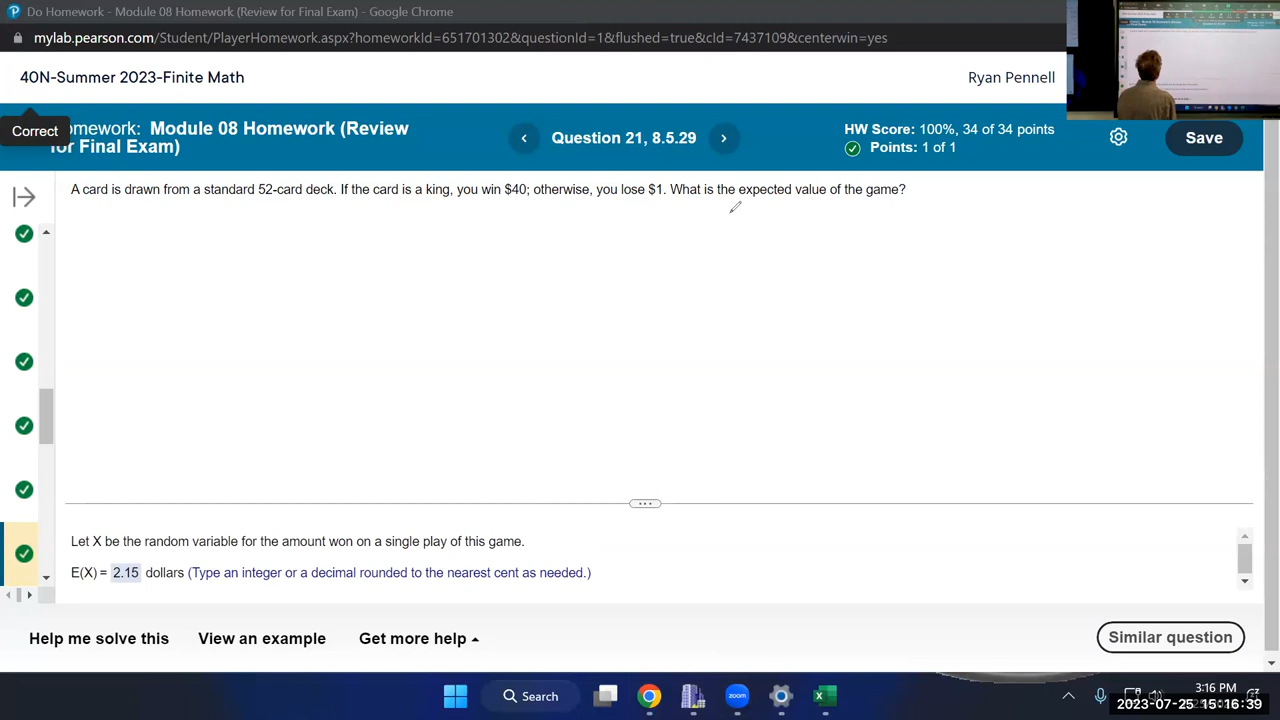 Do Homework - Module 08 Homework (Review for Final Exam) - Google Chrome
mylab.pearson.com/Student/PlayerHomework.aspx?homeworkId=
=1&flushed=true
7437109&centerwin=yes
40N-Summer 2023-Finite Math
Ryan Pennell
Correct
omework: Module 08 Homework (Review
for Final Exam)
Question 21, 8.5.29
HW Score: 100%, 34 of 34 points
Points: 1 of 1
Save
A card is drawn from a standard 52-card deck. If the card is a king, you win $40; otherwise, you lose $1. What is the expected value of the game?
Let X be the random variable for the amount won on a single play of this game.
E(X) = 2.15 dollars (Type an integer or a decimal rounded to the nearest cent as needed.)
Help me solve this
View an example
Get more help
Similar question
Search
zoom
3:16 PM
2023-07-25 15:16:39